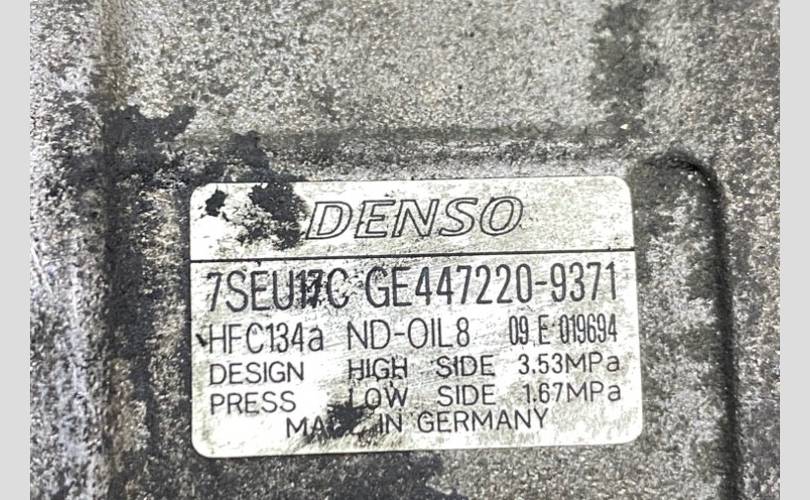 DENSO
7SEU17C GE447220-9371
HFC134a ND-OIL8 09 E 019694
DESIGN HIGH SIDE 3.53MPa
PRESS LOW SIDE 1.67MPa
MADE IN GERMANY